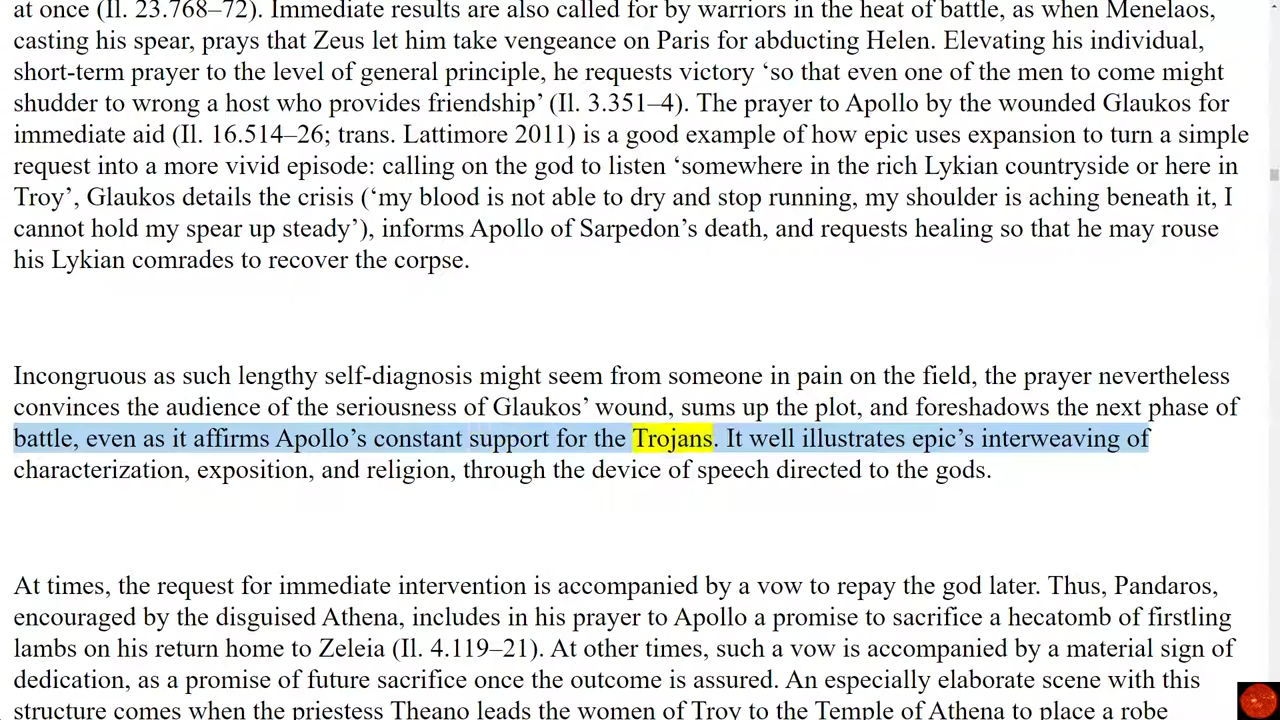 at once (Il. 23.768–72). Immediate results are also called for by warriors in the heat of battle, as when Menelaos,
casting his spear, prays that Zeus let him take vengeance on Paris for abducting Helen. Elevating his individual,
short-term prayer to the level of general principle, he requests victory ‘so that even one of the men to come might
shudder to wrong a host who provides friendship’ (Il. 3.351–4). The prayer to Apollo by the wounded Glaukos for
immediate aid (Il. 16.514–26; trans. Lattimore 2011) is a good example of how epic uses expansion to turn a simple
request into a more vivid episode: calling on the god to listen ‘somewhere in the rich Lykian countryside or here in
Troy’, Glaukos details the crisis (‘my blood is not able to dry and stop running, my shoulder is aching beneath it, I
cannot hold my spear up steady’), informs Apollo of Sarpedon’s death, and requests healing so that he may rouse
his Lykian comrades to recover the corpse.
Incongruous as such lengthy self-diagnosis might seem from someone in pain on the field, the prayer nevertheless
convinces the audience of the seriousness of Glaukos’ wound, sums up the plot, and foreshadows the next phase of
battle, even as it affirms Apollo’s constant support for the Trojans. It well illustrates epic’s interweaving of
characterization, exposition, and religion, through the device of speech directed to the gods.
At times, the request for immediate intervention is accompanied by a vow to repay the god later. Thus, Pandaros,
encouraged by the disguised Athena, includes in his prayer to Apollo a promise to sacrifice a hecatomb of firstling
lambs on his return home to Zeleia (Il. 4.119–21). At other times, such a vow is accompanied by a material sign of
dedication, as a promise of future sacrifice once the outcome is assured. An especially elaborate scene with this
structure comes when the priestess Theano leads the women of Troy to the Temple of Athena to place a robe